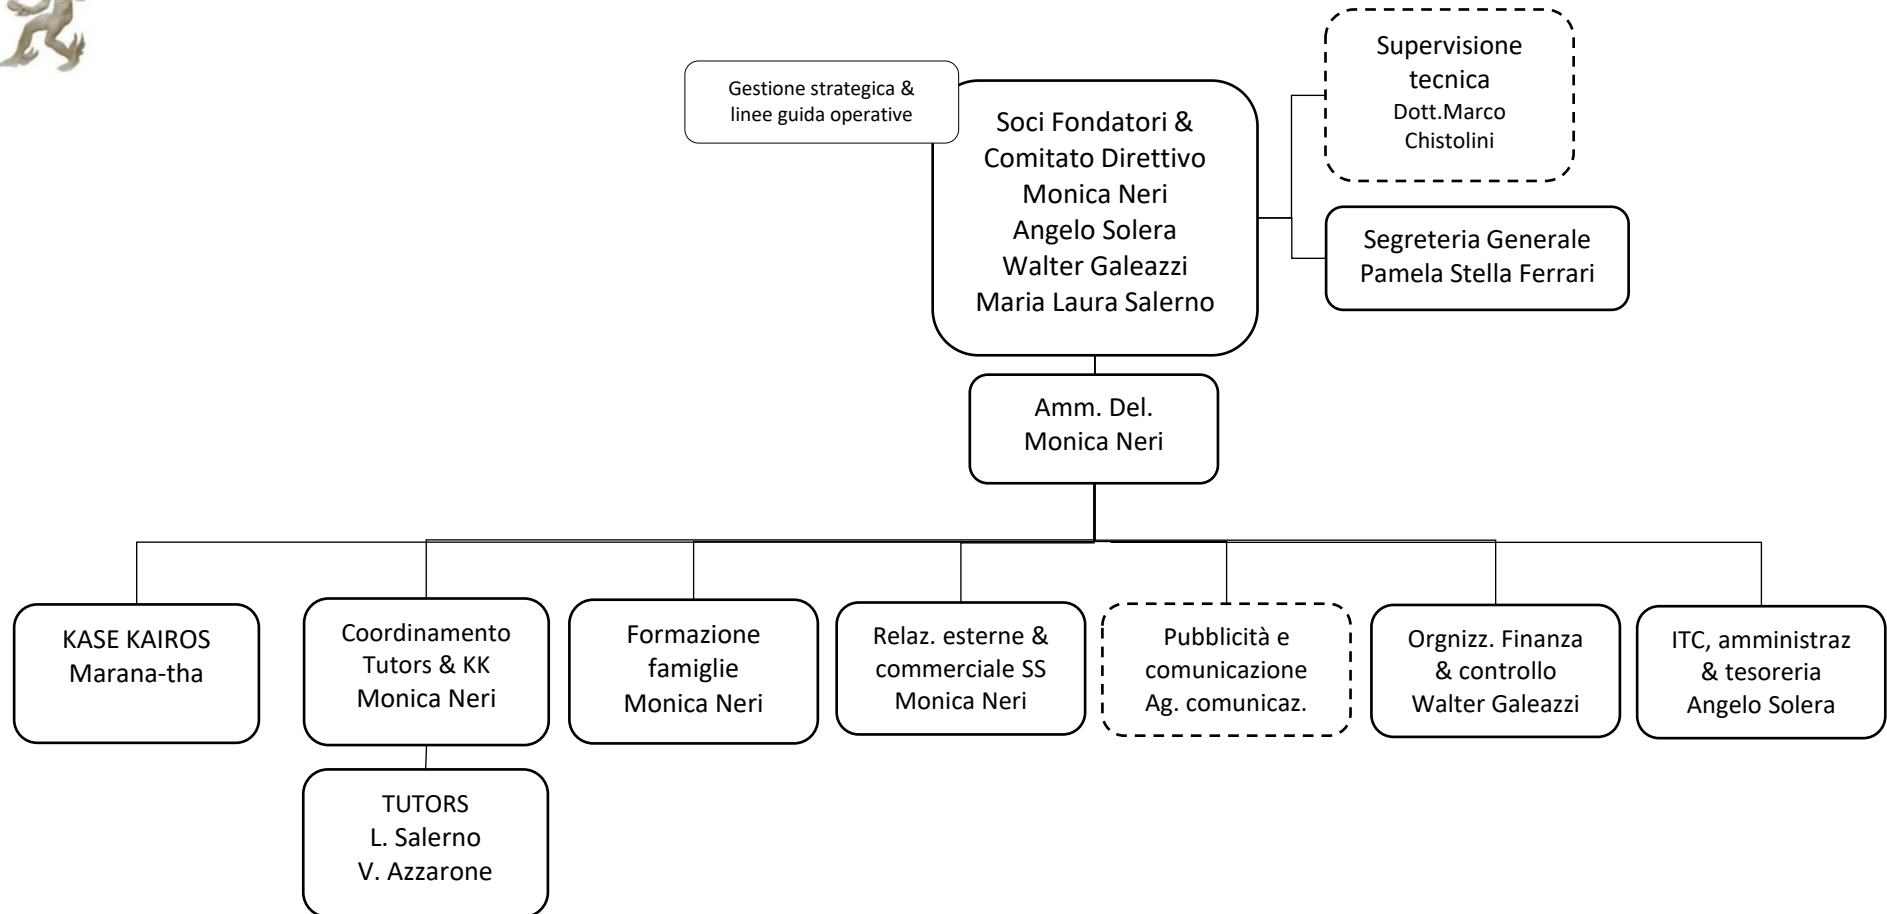 Gestione strategica &
linee guida operative
Soci Fondatori &
Comitato Direttivo
Monica Neri
Angelo Solera
Walter Galeazzi
Maria Laura Salerno
Supervisione
tecnica
Dott.Marco
Chistolini
Segreteria Generale
Pamela Stella Ferrari
Amm. Del.
Monica Neri
KASE KAIROS
Marana-tha
Coordinamento
Tutors & KK
Monica Neri
Formazione
famiglie
Monica Neri
Relaz. esterne &
commerciale SS
Monica Neri
Pubblicità e
comunicazione
Ag. comunicaz.
Orgnizz. Finanza
& controllo
Walter Galeazzi
ITC, amministraz
& tesoreria
Angelo Solera
TUTORS
L. Salerno
V. Azzarone